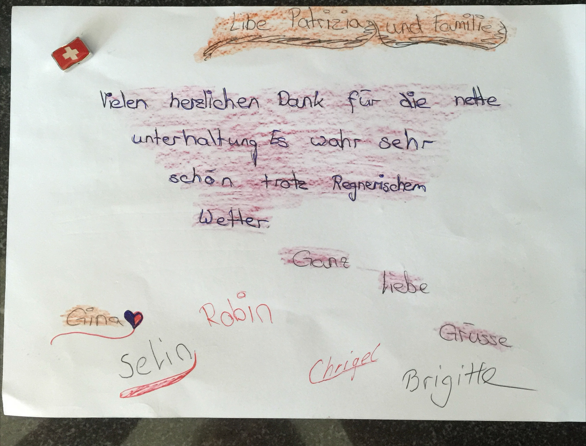 Libe Patrizia und Familie
Vielen herzlichen Dank für die nette
unterhaltung Es wahr sehr
schön trotz Regnerischem
Wetter.
Ganz
Liebe
Grüsse
Gina
Robin
Selin
Chrigel
Brigitte